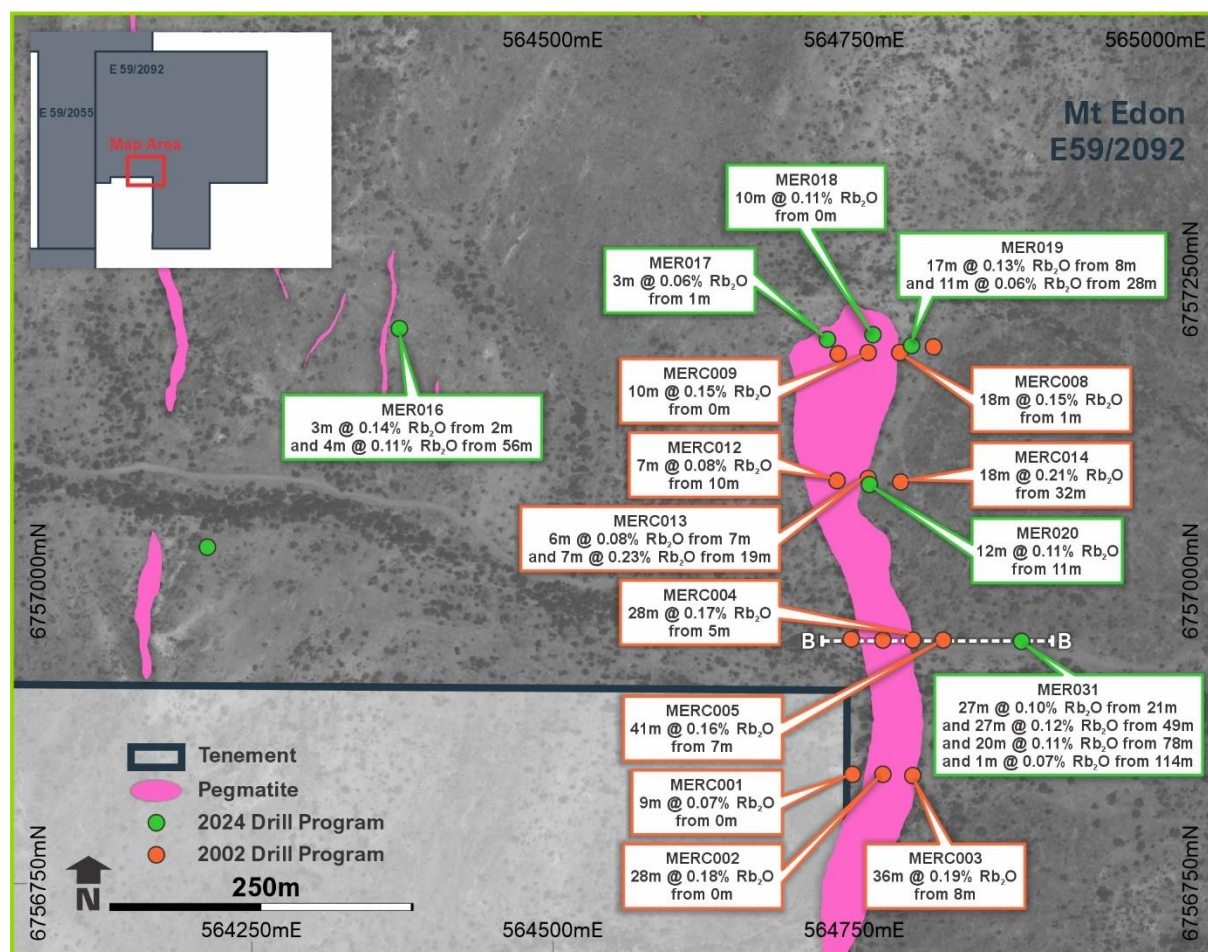 564500mE
564750mE
565000mE
E 59/2092
E 59/2055
Map Area
Mt Edon
E59/2092
MER018
10m @ 0.11% Rb₂O
from 0m
MER017
3m @ 0.06% Rb₂O
from 1m
MER019
17m @ 0.13% Rb₂O from 8m
and 11m @ 0.06% Rb₂O from 28m
6757250mN
MERC009
10m @ 0.15% Rb₂O
from 0m
MERC008
18m @ 0.15% Rb₂O
from 1m
MER016
3m @ 0.14% Rb₂O from 2m
and 4m @ 0.11% Rb₂O from 56m
MERC012
7m @ 0.08% Rb₂O
from 10m
MERC014
18m @ 0.21% Rb₂O
from 32m
MERC013
6m @ 0.08% Rb₂O from 7m
and 7m @ 0.23% Rb₂O from 19m
MER020
12m @ 0.11% Rb₂O
from 11m
6757000mN
6757000mN
MERC004
28m @ 0.17% Rb₂O
from 5m
B
B
MERC005
41m @ 0.16% Rb₂O
from 7m
MER031
27m @ 0.10% Rb₂O from 21m
and 27m @ 0.12% Rb₂O from 49m
and 20m @ 0.11% Rb₂O from 78m
and 1m @ 0.07% Rb₂O from 114m
MERC001
9m @ 0.07% Rb₂O
from 0m
MERC002
28m @ 0.18% Rb₂O
from 0m
MERC003
36m @ 0.19% Rb₂O
from 8m
Tenement
Pegmatite
2024 Drill Program
2002 Drill Program
N
250m
6756750mN
6756750mN
564250mE
564500mE
564750mE